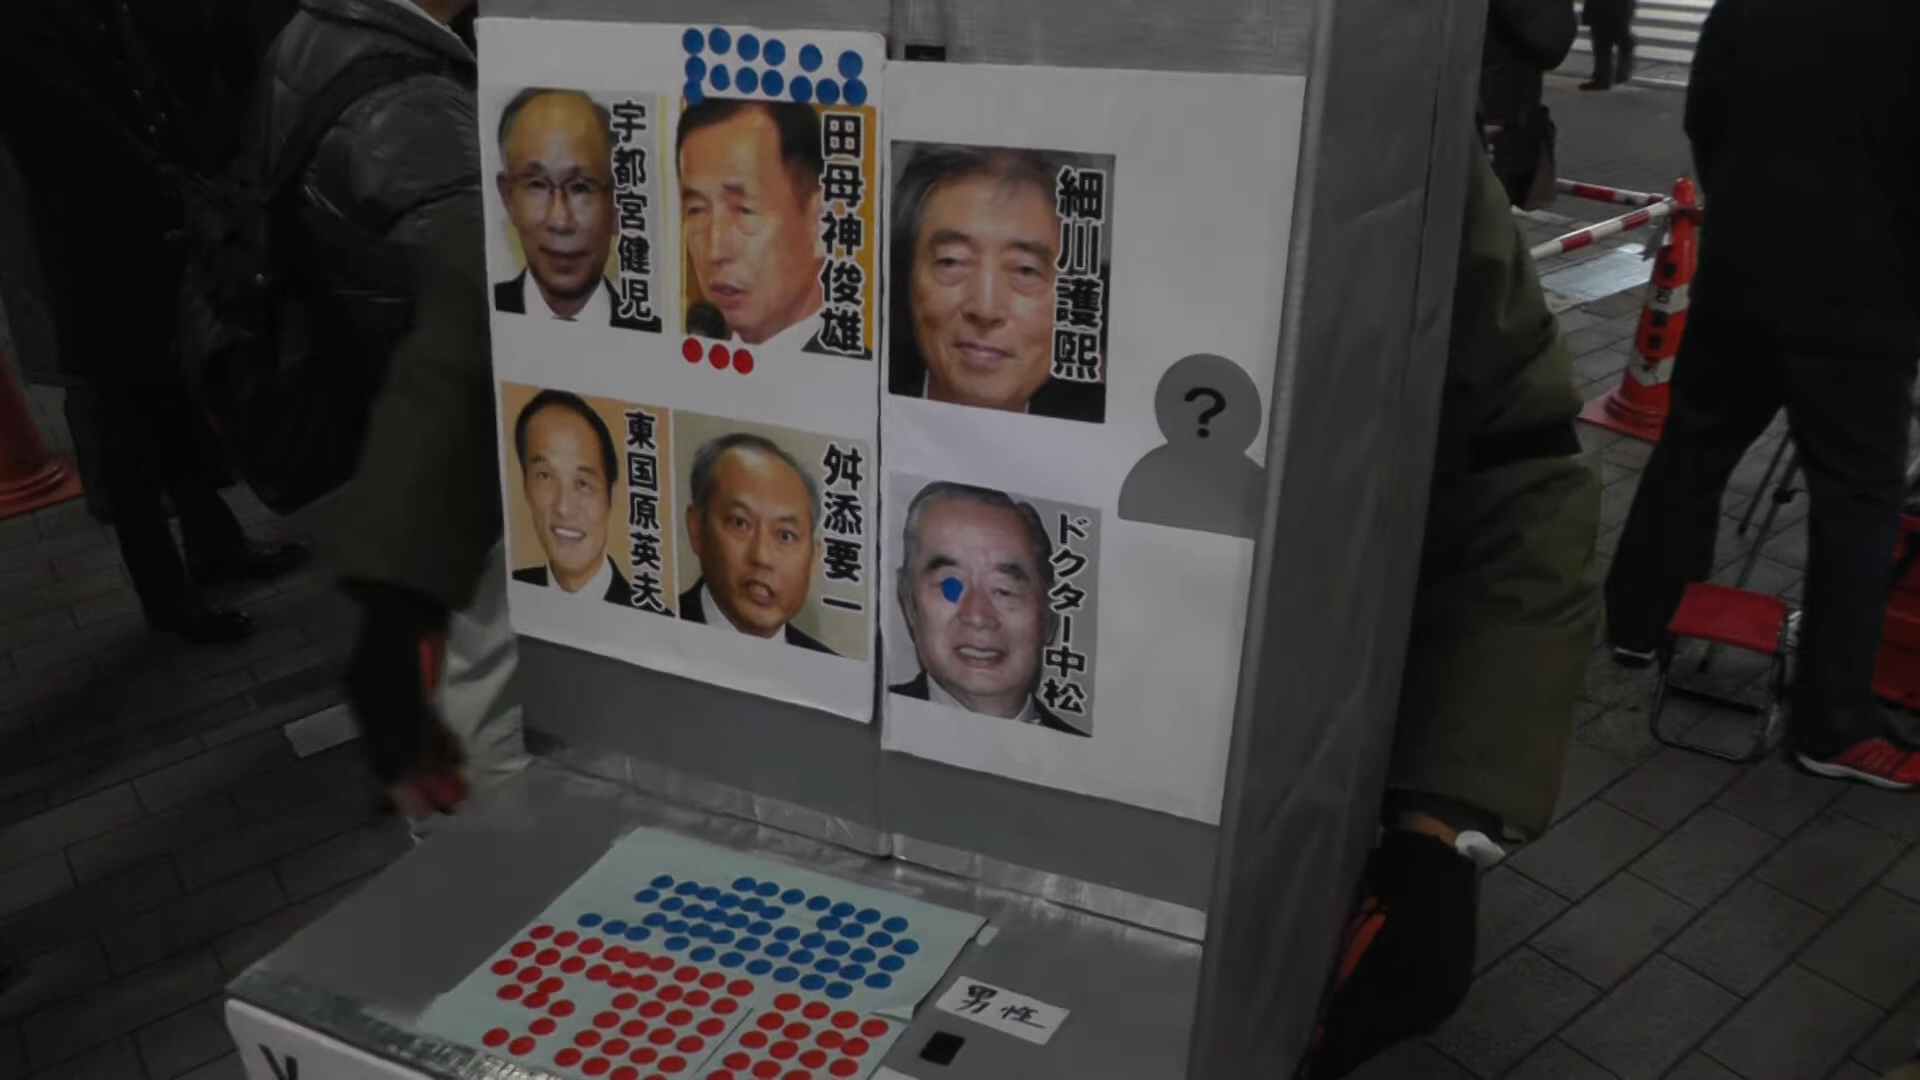 宇都宮健児
田母神俊雄
細川護熙
?
東国原英夫
舛添要一
ドクター中松
男性